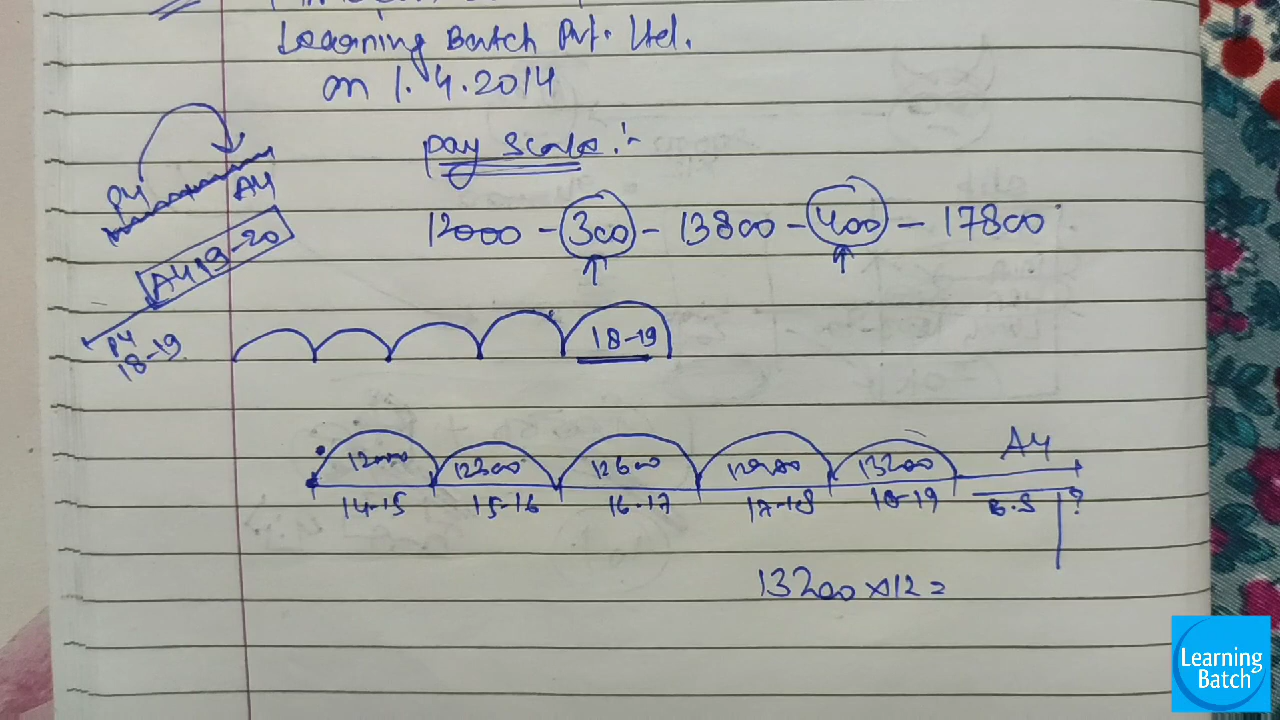 Learning Batch Pvt. Ltd.
on 1.4.2014
Pay Scale :-
12000 - 300 - 13800 - 400 - 17800
PY
AY
AY 19-20
PY
18-19
18-19
12000 12300 12600 12900 13200 AY
14-15 15-16 16-17 17-18 18-19 B.S ?
13200 x 12 =
Learning
Batch